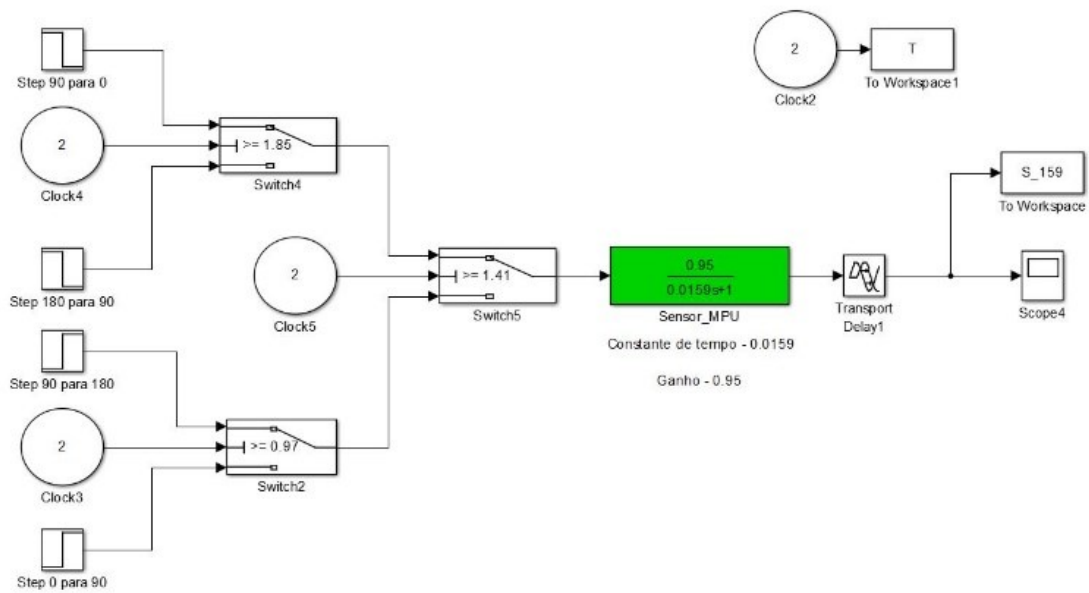 Step 90 para 0
2
Clock4
>= 1.85
Switch4
Step 180 para 90
2
Clock5
>= 1.41
Switch5
Step 90 para 180
2
Clock3
>= 0.97
Switch2
Step 0 para 90
0.95
0.0159s+1
Sensor_MPU
Constante de tempo - 0.0159
Ganho - 0.95
Transport
Delay1
2
Clock2
T
To Workspace1
S_159
To Workspace
Scope4